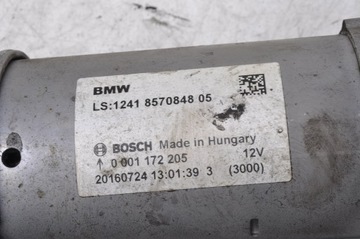 BMW
LS:1241 8570848 05
BOSCH Made in Hungary
0 001 172 205 12V
20160724 13:01:39 3 (3000)